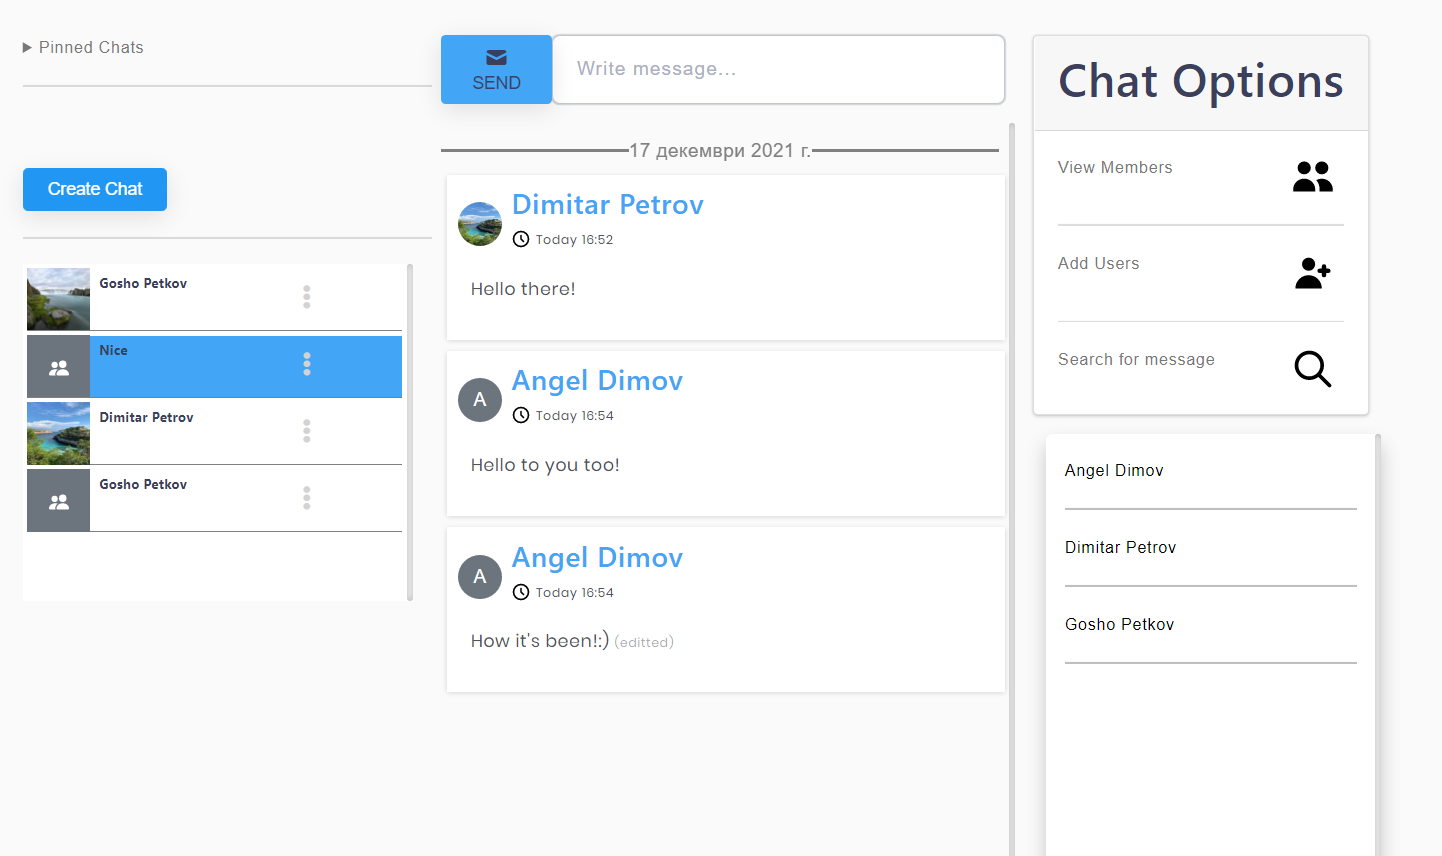 Pinned Chats
Create Chat
Gosho Petkov
Nice
Dimitar Petrov
Gosho Petkov
SEND
Write message...
17 декември 2021 г.
Dimitar Petrov
Today 16:52
Hello there!
A
Angel Dimov
Today 16:54
Hello to you too!
A
Angel Dimov
Today 16:54
How it's been!:) (editted)
Chat Options
View Members
Add Users
Search for message
Angel Dimov
Dimitar Petrov
Gosho Petkov